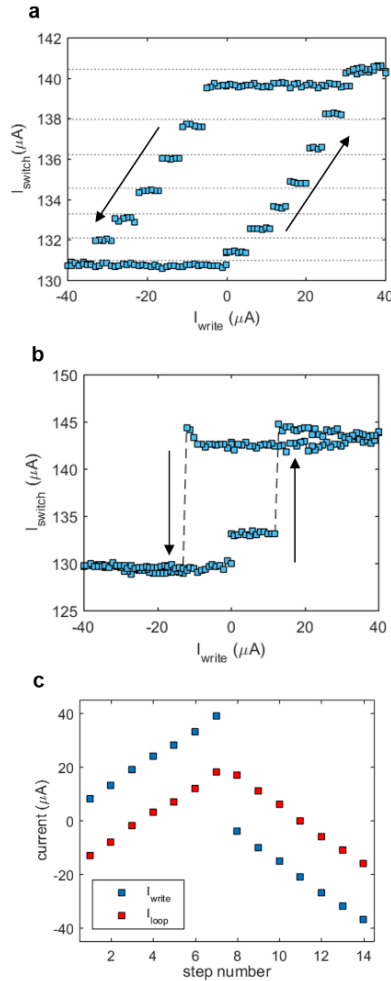 a
142
140
138
136
134
132
130
-40 -20 0 20 40
I_switch (μA)
I_write (μA)
b
150
145
140
135
130
125
-40 -20 0 20 40
I_switch (μA)
I_write (μA)
c
40
20
0
-20
-40
2 4 6 8 10 12 14
current (μA)
I_write
I_loop
step number